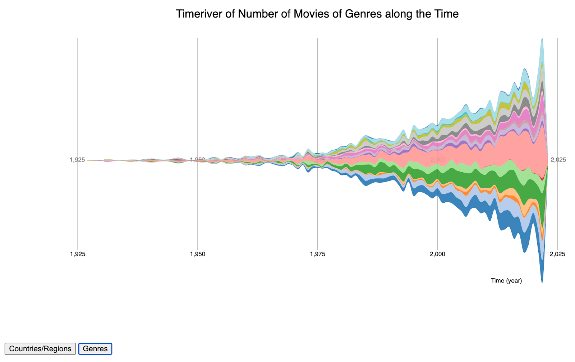 Timeriver of Number of Movies of Genres along the Time
1,925 1,950 2,025
1,925 1,950 1,975 2,000 2,025
Time (year)
Countries/Regions Genres